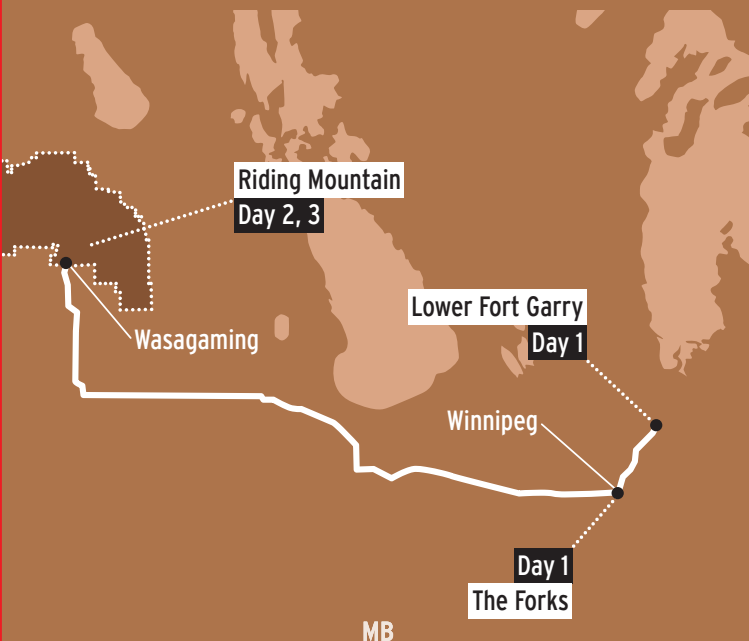 Riding Mountain
Day 2, 3
Lower Fort Garry
Day 1
Wasagaming
Winnipeg
Day 1
The Forks
MB